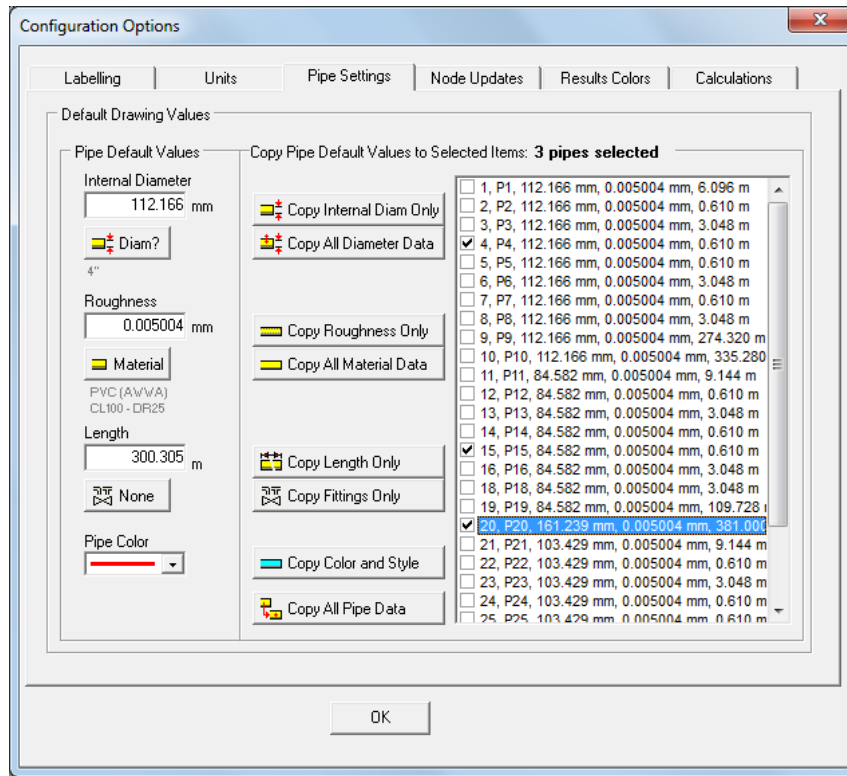 Configuration Options
Labelling
Units
Pipe Settings
Node Updates
Results Colors
Calculations
Default Drawing Values
Pipe Default Values
Internal Diameter
112.166 mm
Diam?
4"
Roughness
0.005004 mm
Material
PVC (AWWA)
CL100 - DR25
Length
300.305 m
None
Pipe Color
Copy Pipe Default Values to Selected Items: 3 pipes selected
Copy Internal Diam Only
Copy All Diameter Data
Copy Roughness Only
Copy All Material Data
Copy Length Only
Copy Fittings Only
Copy Color and Style
Copy All Pipe Data
1, P1, 112.166 mm, 0.005004 mm, 6.096 m
2, P2, 112.166 mm, 0.005004 mm, 0.610 m
3, P3, 112.166 mm, 0.005004 mm, 3.048 m
4, P4, 112.166 mm, 0.005004 mm, 0.610 m
5, P5, 112.166 mm, 0.005004 mm, 0.610 m
6, P6, 112.166 mm, 0.005004 mm, 3.048 m
7, P7, 112.166 mm, 0.005004 mm, 0.610 m
8, P8, 112.166 mm, 0.005004 mm, 3.048 m
9, P9, 112.166 mm, 0.005004 mm, 274.320 m
10, P10, 112.166 mm, 0.005004 mm, 335.280
11, P11, 84.582 mm, 0.005004 mm, 9.144 m
12, P12, 84.582 mm, 0.005004 mm, 0.610 m
13, P13, 84.582 mm, 0.005004 mm, 3.048 m
14, P14, 84.582 mm, 0.005004 mm, 0.610 m
15, P15, 84.582 mm, 0.005004 mm, 0.610 m
16, P16, 84.582 mm, 0.005004 mm, 3.048 m
18, P18, 84.582 mm, 0.005004 mm, 3.048 m
19, P19, 84.582 mm, 0.005004 mm, 109.728
20, P20, 161.239 mm, 0.005004 mm, 381.000
21, P21, 103.429 mm, 0.005004 mm, 9.144 m
22, P22, 103.429 mm, 0.005004 mm, 0.610 m
23, P23, 103.429 mm, 0.005004 mm, 3.048 m
24, P24, 103.429 mm, 0.005004 mm, 0.610 m
25, P25, 103.429 mm, 0.005004 mm, 0.610 m
OK